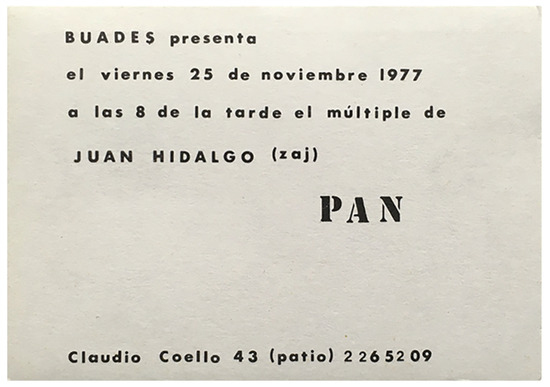 BUADES presenta
el viernes 25 de noviembre 1977
a las 8 de la tarde el múltiple de
JUAN HIDALGO (zaj)
PAN
Claudio Coello 43 (patio) 2265209